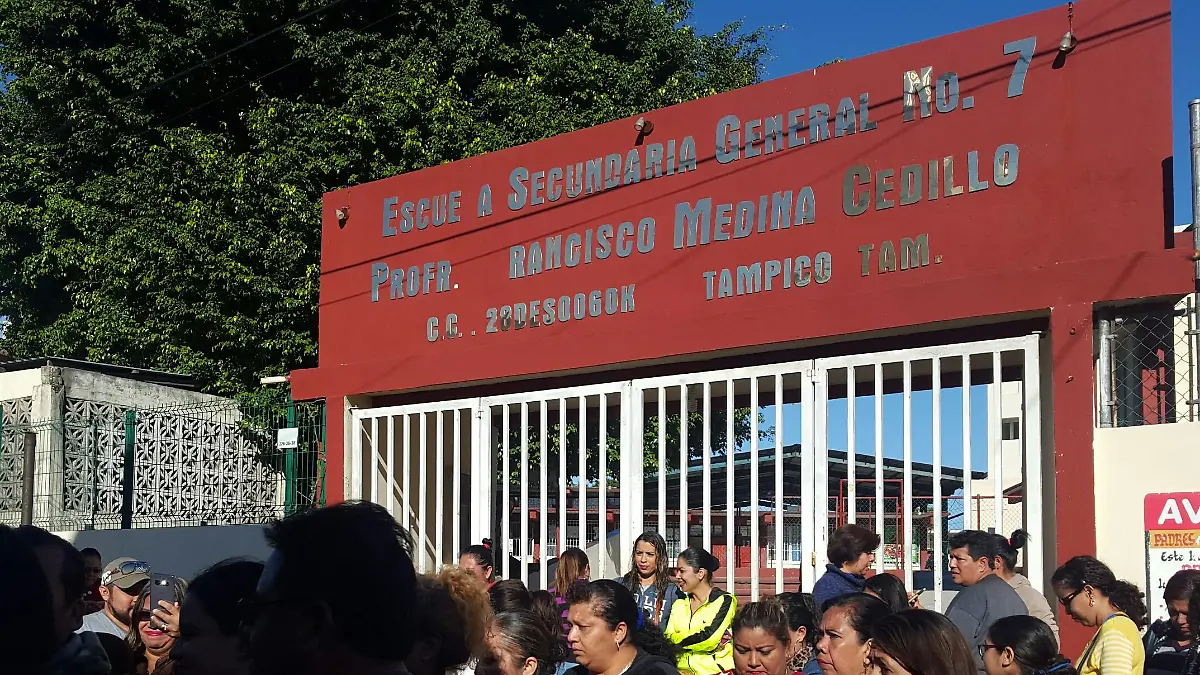 ESCUE A SECUNDARIA GENERAL NO. 7
PROFR. RANCISCO MEDINA CEDILLO
C.C. . 28DES0060K TAMPICO TAM.
AV
PADRES
Este